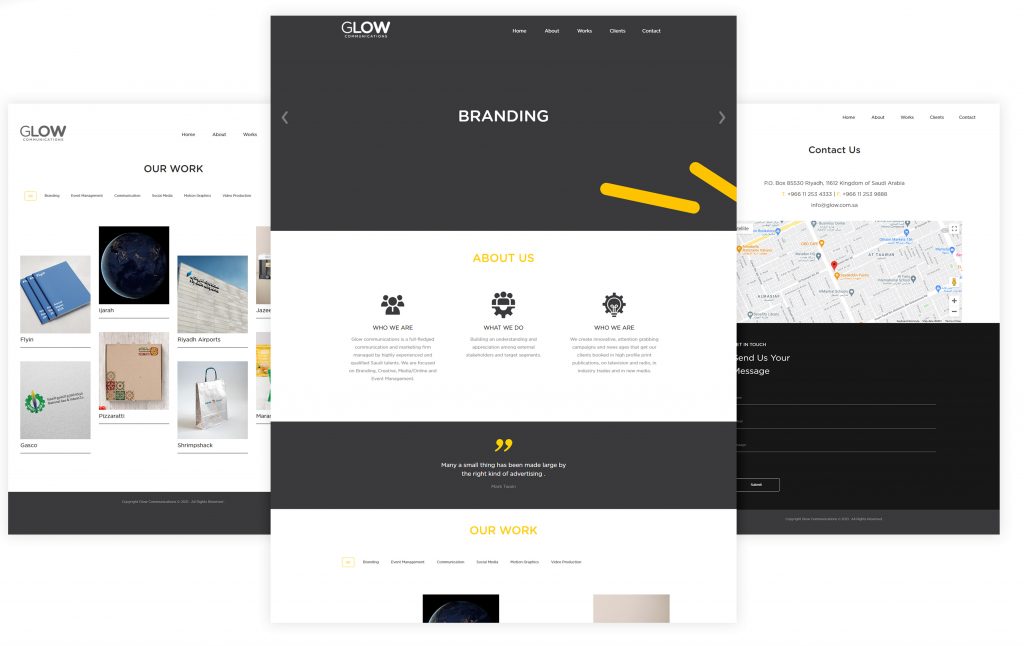 GLOW
COMMUNICATIONS
Home About Works
OUR WORK
All Branding Event Management Communication Social Media Motion Graphics Video Production
Flyin
Gasco
Ijarah
Pizzaratti
Riyadh Airports
Shrimpshack
Copyright Glow Communications © 2021 . All Rights Reserved .
GLOW
COMMUNICATIONS
Home About Works Clients Contact
BRANDING
ABOUT US
WHO WE ARE
Glow communications is a full-fledged
communication and marketing firm
managed by highly experienced and
qualified Saudi talents. We are focused
on Branding, Creative, Media/Online and
Event Management.
WHAT WE DO
Building an understanding and
appreciation among external
stakeholders and target segments.
WHO WE ARE
We create innovative, attention grabbing
campaigns and news ages that get our
clients booked in high profile print
publications, on television and radio, in
industry trades and in new media.
Many a small thing has been made large by
the right kind of advertising .
Mark Twain
OUR WORK
All Branding Event Management Communication Social Media Motion Graphics Video Production
Home About Works Clients Contact
Contact Us
P.O. Box 85530 Riyadh, 11612 Kingdom of Saudi Arabia
T. +966 11 253 4333 | F. +966 11 253 9888
info@glow.com.sa
AT TAAWUN
ALMASIAF
GET IN TOUCH
Send Us Your
Message
Submit
Copyright Glow Communications © 2021 . All Rights Reserved .